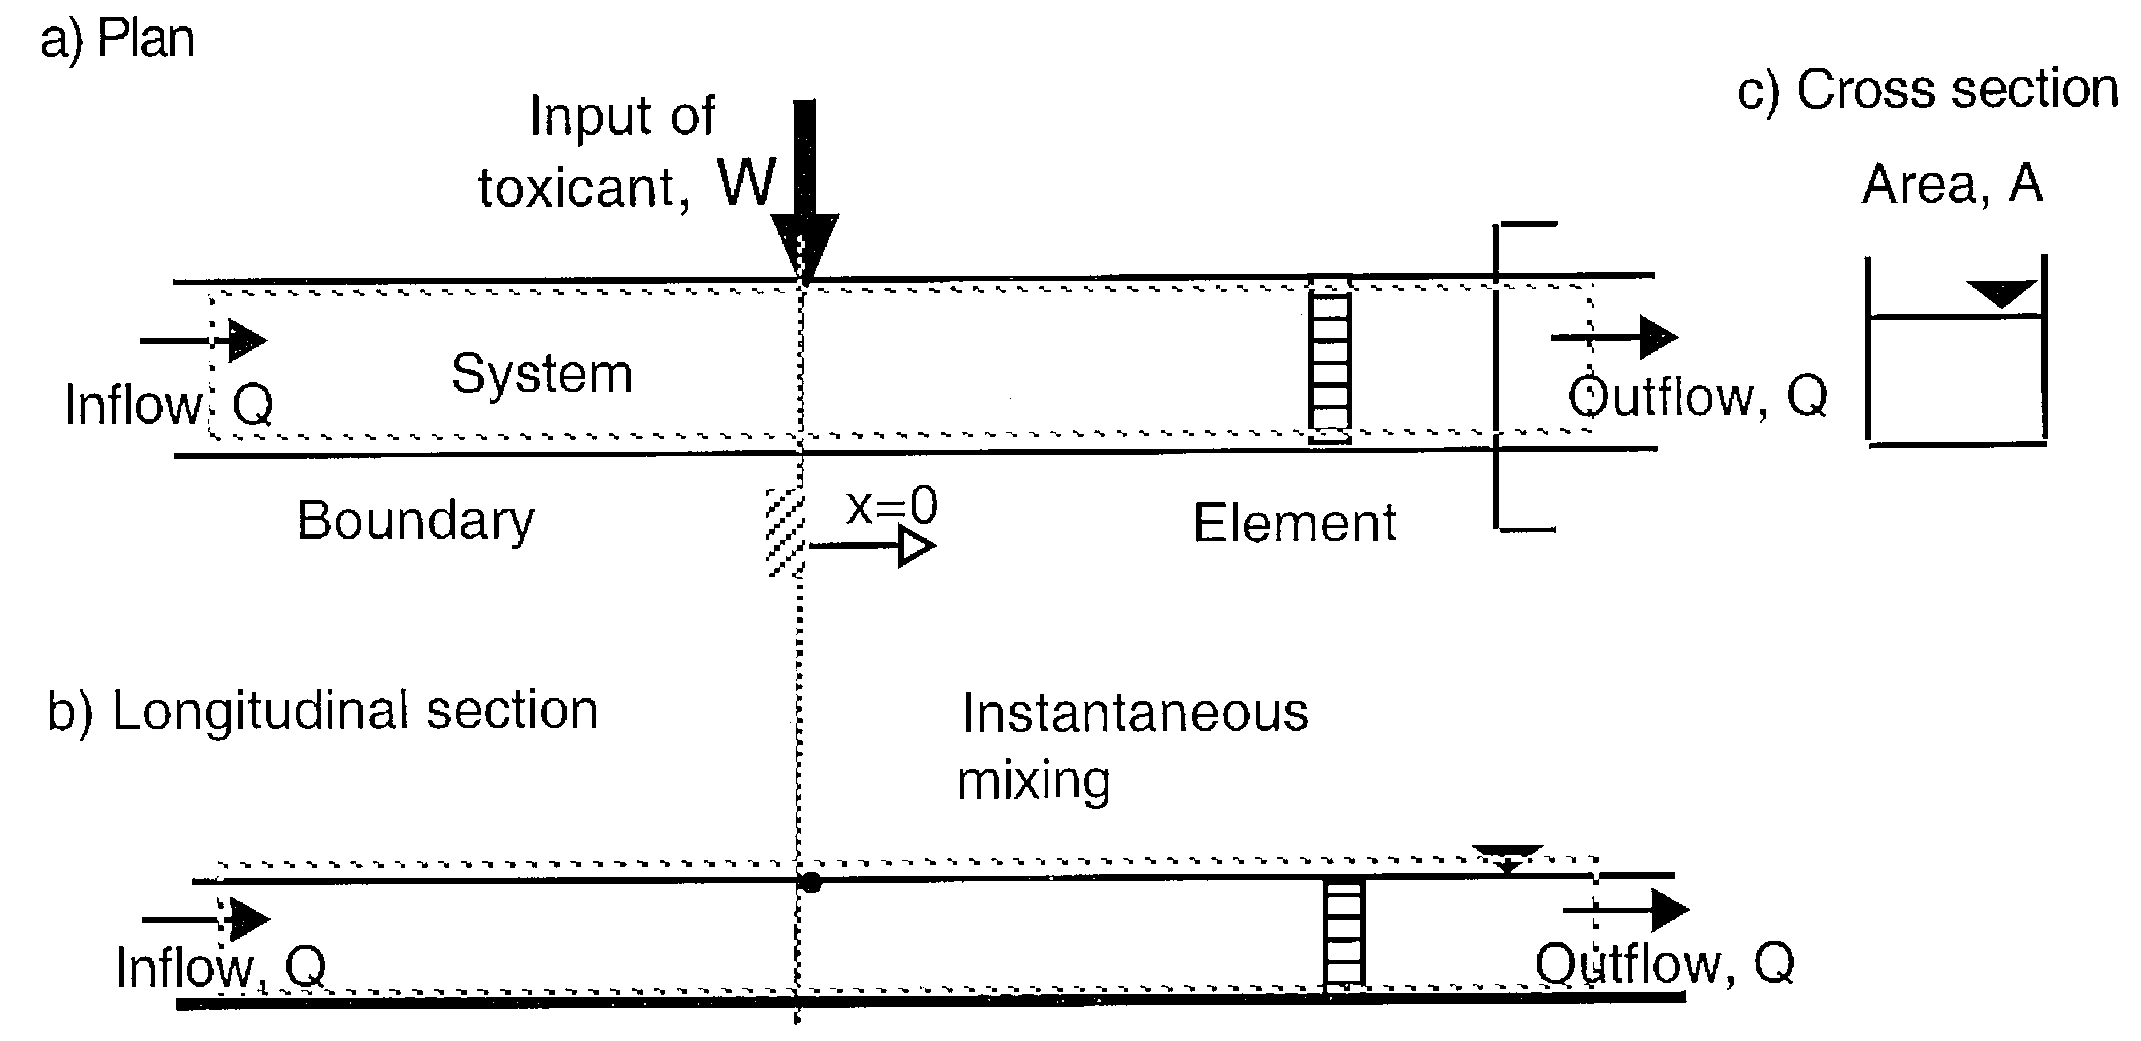 a) Plan
c) Cross section
Input of
toxicant, W
Area, A
System
Inflow, Q
Outflow, Q
x=0
Boundary
Element
b) Longitudinal section
Instantaneous
mixing
Inflow, Q
Outflow, Q